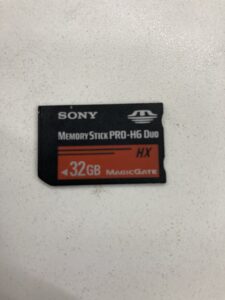 SONY
MEMORY STICK PRO-HG DUO
HX
32GB MAGICGATE